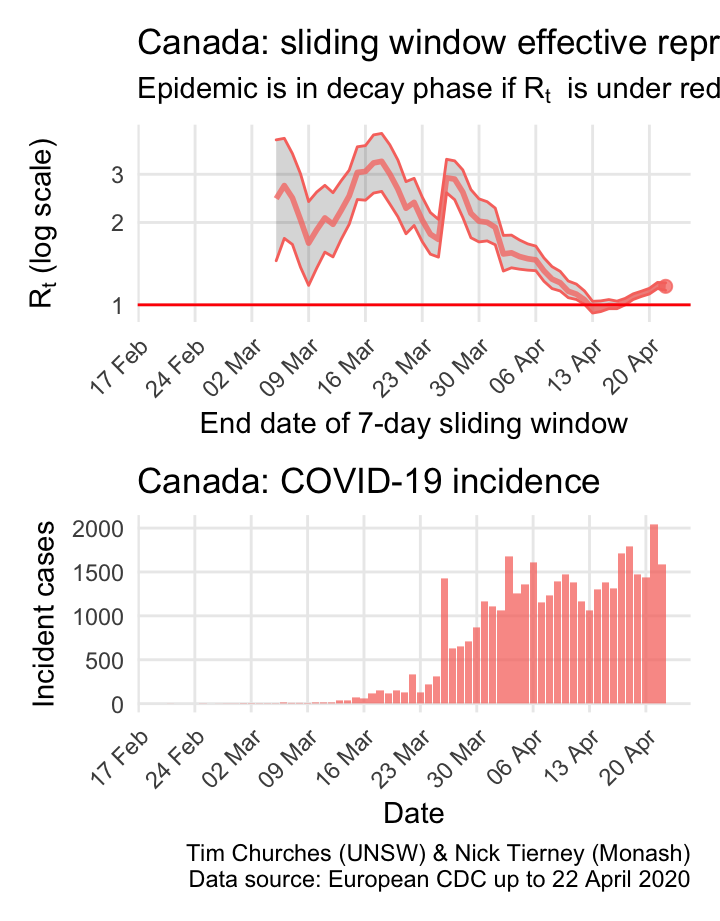 Canada: sliding window effective repr
Epidemic is in decay phase if Rt is under red
Rt (log scale)
3
2
1
17 Feb
24 Feb
02 Mar
09 Mar
16 Mar
23 Mar
30 Mar
06 Apr
13 Apr
20 Apr
End date of 7-day sliding window
Canada: COVID-19 incidence
Incident cases
2000
1500
1000
500
0
17 Feb
24 Feb
02 Mar
09 Mar
16 Mar
23 Mar
30 Mar
06 Apr
13 Apr
20 Apr
Date
Tim Churches (UNSW) & Nick Tierney (Monash)
Data source: European CDC up to 22 April 2020